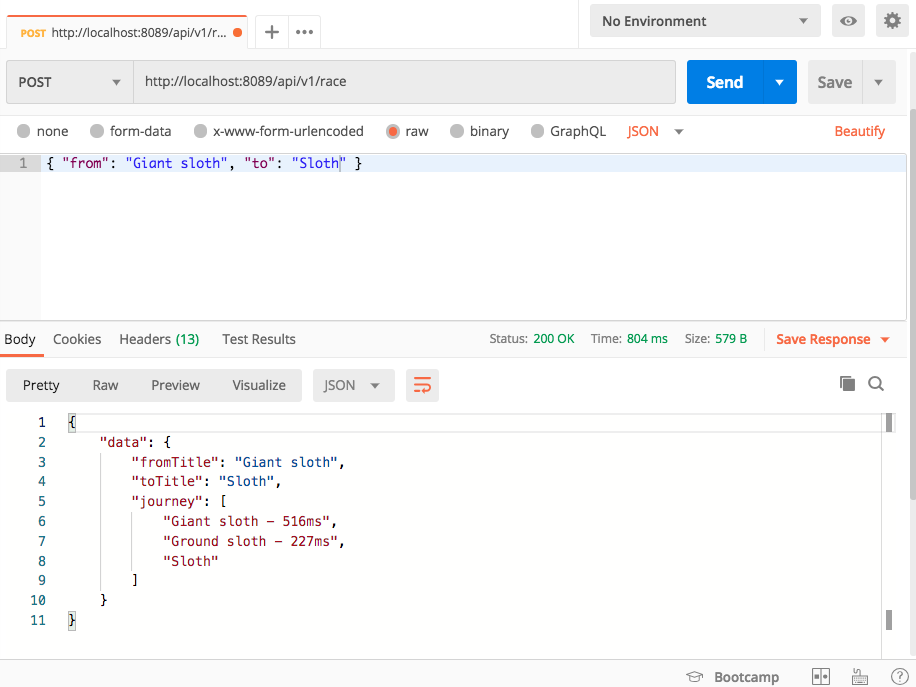 POST http://localhost:8089/api/v1/r...
No Environment
POST http://localhost:8089/api/v1/race Send Save
none form-data x-www-form-urlencoded raw binary GraphQL JSON Beautify
1 { "from": "Giant sloth", "to": "Sloth" }
Body Cookies Headers (13) Test Results Status: 200 OK Time: 804 ms Size: 579 B Save Response
Pretty Raw Preview Visualize JSON
1 {
2 "data": {
3 "fromTitle": "Giant sloth",
4 "toTitle": "Sloth",
5 "journey": [
6 "Giant sloth – 516ms",
7 "Ground sloth – 227ms",
8 "Sloth"
9 ]
10 }
11 }
Bootcamp